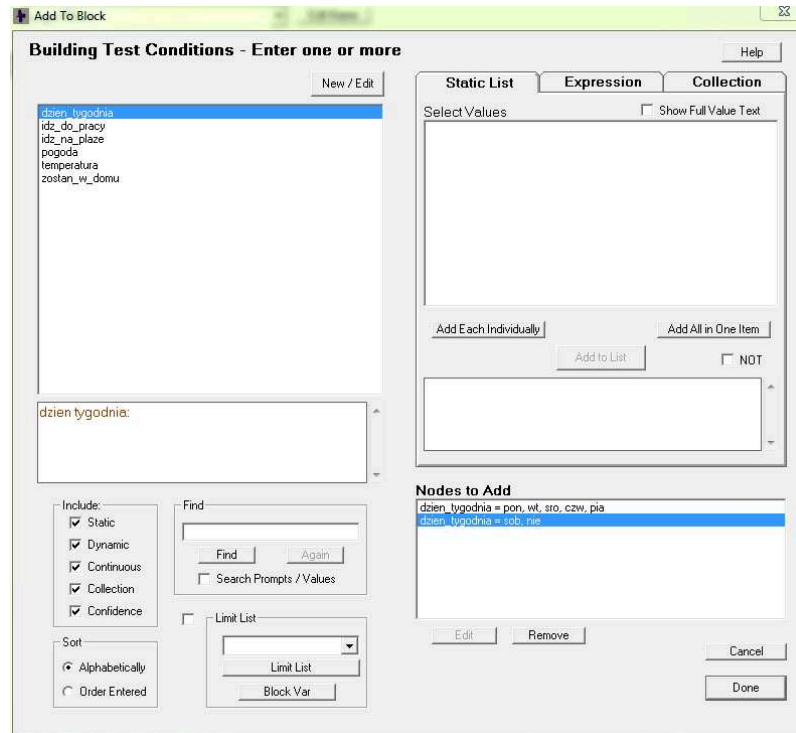 Add To Block
Building Test Conditions - Enter one or more
Help
New / Edit
dzien_tygodnia
idz_do_pracy
idz_na_plaze
pogoda
temperatura
zostan_w_domu
dzien tygodnia:
Include:
Static
Dynamic
Continuous
Collection
Confidence
Sort
Alphabetically
Order Entered
Find
Find
Again
Search Prompts / Values
Limit List
Limit List
Block Var
Static List
Expression
Collection
Select Values
Show Full Value Text
Add Each Individually
Add All in One Item
Add to List
NOT
Nodes to Add
dzien_tygodnia = pon, wt, sro, czw, pia
dzien_tygodnia = sob, nie
Edit
Remove
Cancel
Done